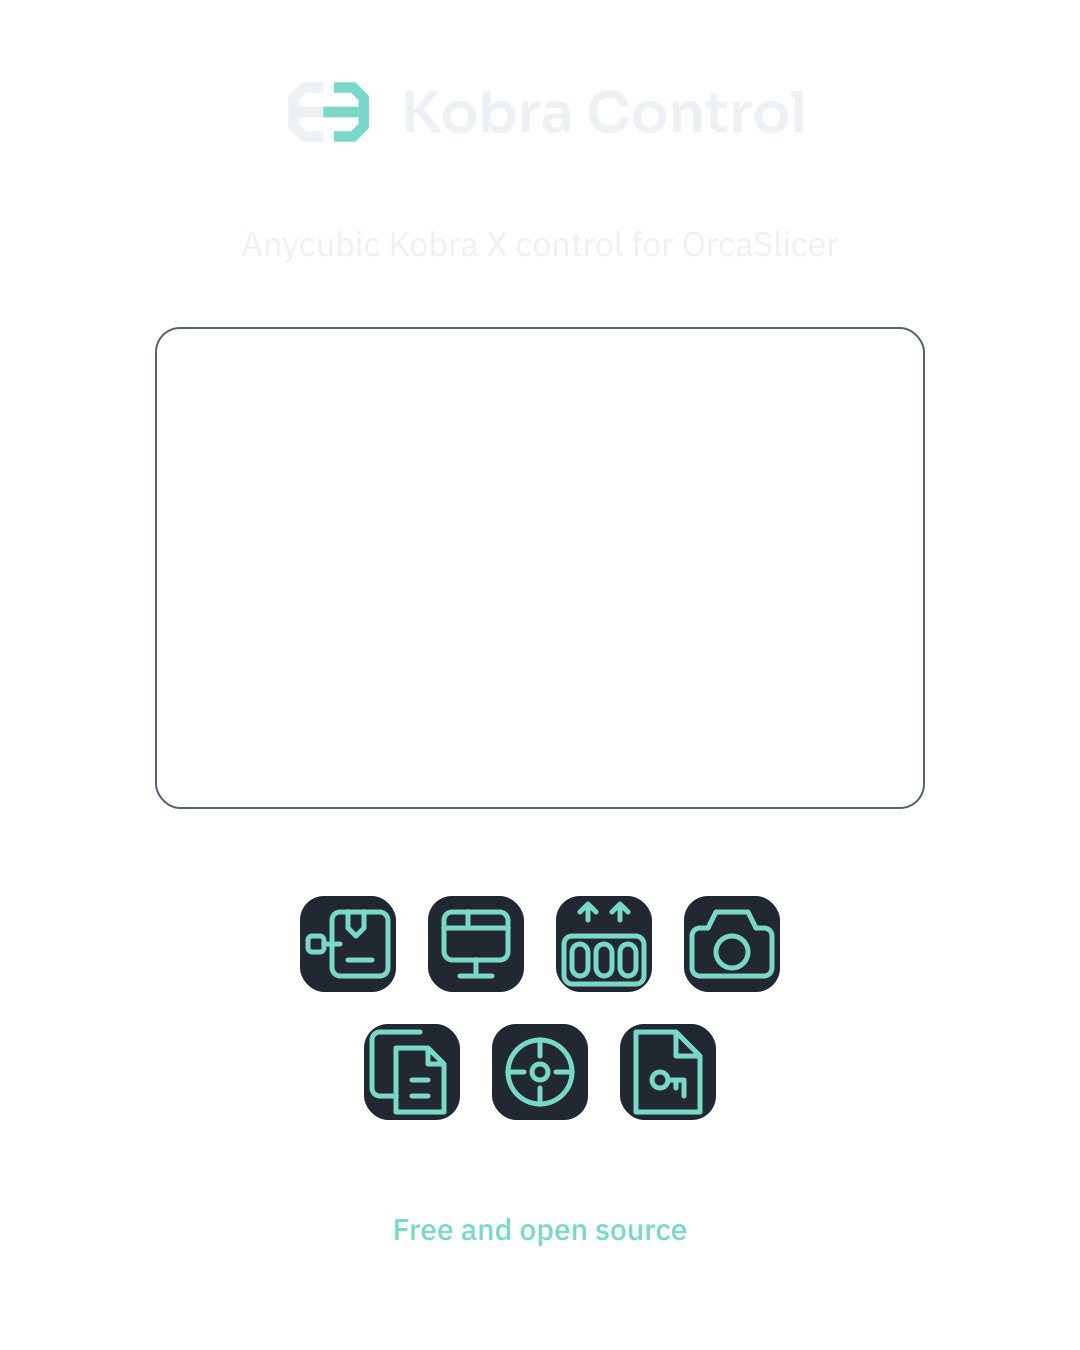 Kobra Control
Anycubic Kobra X control for OrcaSlicer
Free and open source